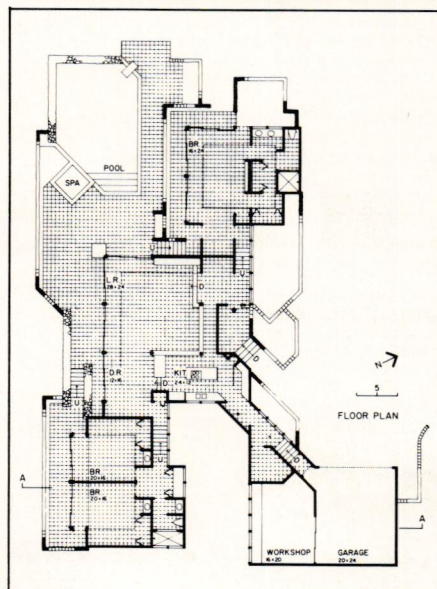 POOL
SPA
BR
16×24
U
L.R.
28×24
D
U
D
D.R.
12×16
D
KIT
24×12
U
N
5
FLOOR PLAN
U
U
D
BR
20×16
BR
20×16
A
A
WORKSHOP
16×20
GARAGE
20×24